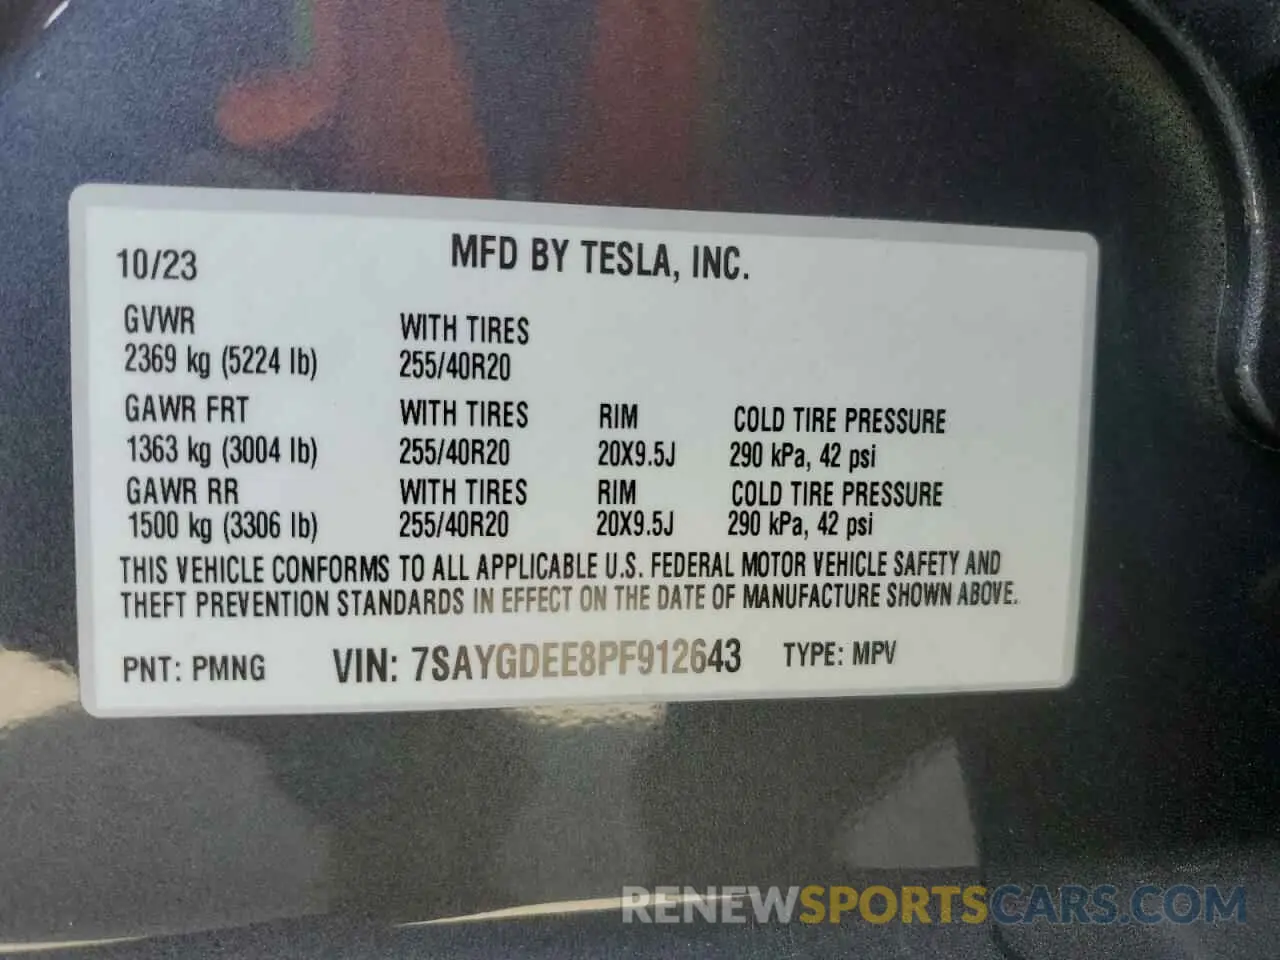 MFD BY TESLA, INC.
10/23
GVWR WITH TIRES
2369 kg (5224 lb) 255/40R20
GAWR FRT WITH TIRES RIM COLD TIRE PRESSURE
1363 kg (3004 lb) 255/40R20 20X9.5J 290 kPa, 42 psi
GAWR RR WITH TIRES RIM COLD TIRE PRESSURE
1500 kg (3306 lb) 255/40R20 20X9.5J 290 kPa, 42 psi
THIS VEHICLE CONFORMS TO ALL APPLICABLE U.S. FEDERAL MOTOR VEHICLE SAFETY AND
THEFT PREVENTION STANDARDS IN EFFECT ON THE DATE OF MANUFACTURE SHOWN ABOVE.
PNT: PMNG VIN: 7SAYGDEE8PF912643 TYPE: MPV
RENEWSPORTSCARS.COM